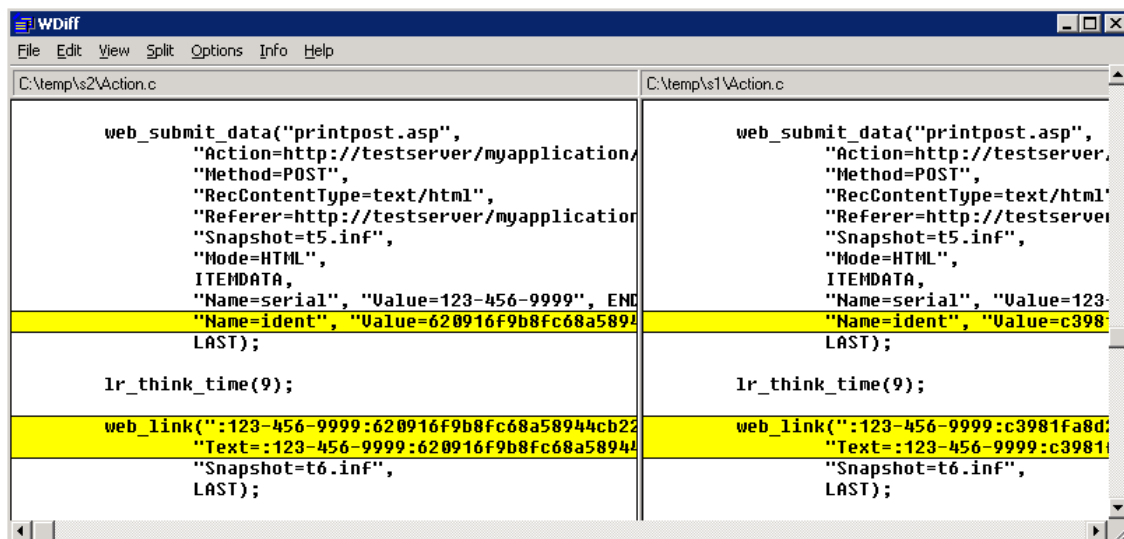 WDiff
File Edit View Split Options Info Help
C:\temp\s2\Action.c
web_submit_data("printpost.asp",
"Action=http://testserver/myapplication/
"Method=POST",
"RecContentType=text/html",
"Referer=http://testserver/myapplication
"Snapshot=t5.inf",
"Mode=HTML",
ITEMDATA,
"Name=serial", "Value=123-456-9999", END
"Name=ident", "Value=620916f9b8fc68a5894
LAST);
lr_think_time(9);
web_link(":123-456-9999:620916f9b8fc68a58944cb22
"Text=:123-456-9999:620916f9b8fc68a58944
"Snapshot=t6.inf",
LAST);
C:\temp\s1\Action.c
web_submit_data("printpost.asp",
"Action=http://testserver/
"Method=POST",
"RecContentType=text/html"
"Referer=http://testserver
"Snapshot=t5.inf",
"Mode=HTML",
ITEMDATA,
"Name=serial", "Value=123-
"Name=ident", "Value=c398
LAST);
lr_think_time(9);
web_link(":123-456-9999:c3981fa8d2
"Text=:123-456-9999:c3981f
"Snapshot=t6.inf",
LAST);